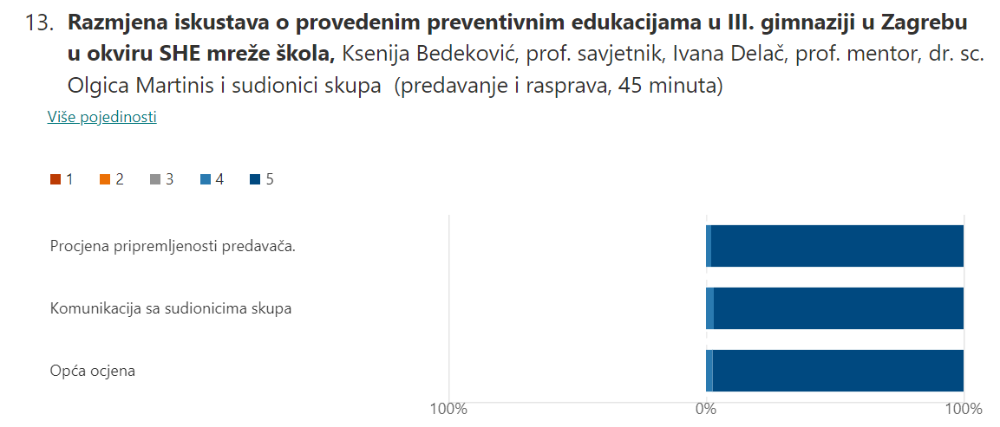 13. Razmjena iskustava o provedenim preventivnim edukacijama u III. gimnaziji u Zagrebu
u okviru SHE mreže škola, Ksenija Bedeković, prof. savjetnik, Ivana Delač, prof. mentor, dr. sc.
Olgica Martinis i sudionici skupa (predavanje i rasprava, 45 minuta)
Više pojedinosti
1 2 3 4 5
Procjena pripremljenosti predavača.
Komunikacija sa sudionicima skupa
Opća ocjena
100% 0% 100%